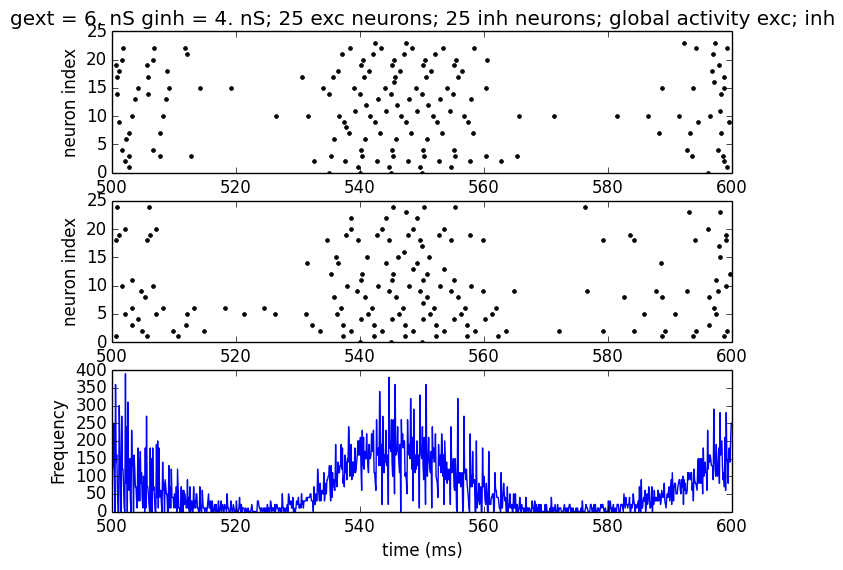 gext = 6. nS ginh = 4. nS; 25 exc neurons; 25 inh neurons; global activity exc; inh
25
20
15
10
5
0
neuron index
500 520 540 560 580 600
25
20
15
10
5
0
neuron index
500 520 540 560 580 600
400
350
300
250
200
150
100
50
0
Frequency
500 520 540 560 580 600
time (ms)